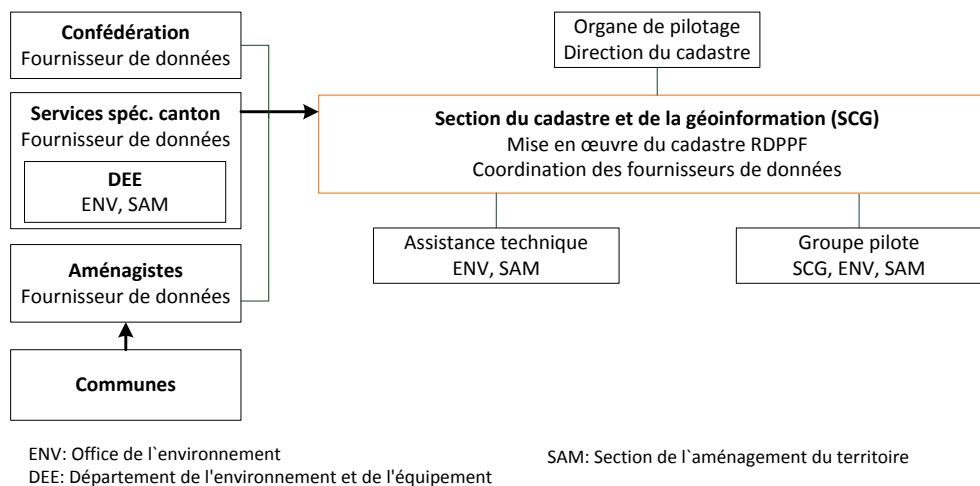 Confédération
Fournisseur de données
Services spéc. canton
Fournisseur de données
DEE
ENV, SAM
Aménagistes
Fournisseur de données
Communes
Organe de pilotage
Direction du cadastre
Section du cadastre et de la géoinformation (SCG)
Mise en œuvre du cadastre RDPPF
Coordination des fournisseurs de données
Assistance technique
ENV, SAM
Groupe pilote
SCG, ENV, SAM
ENV: Office de l`environnement
DEE: Département de l'environnement et de l'équipement
SAM: Section de l`aménagement du territoire